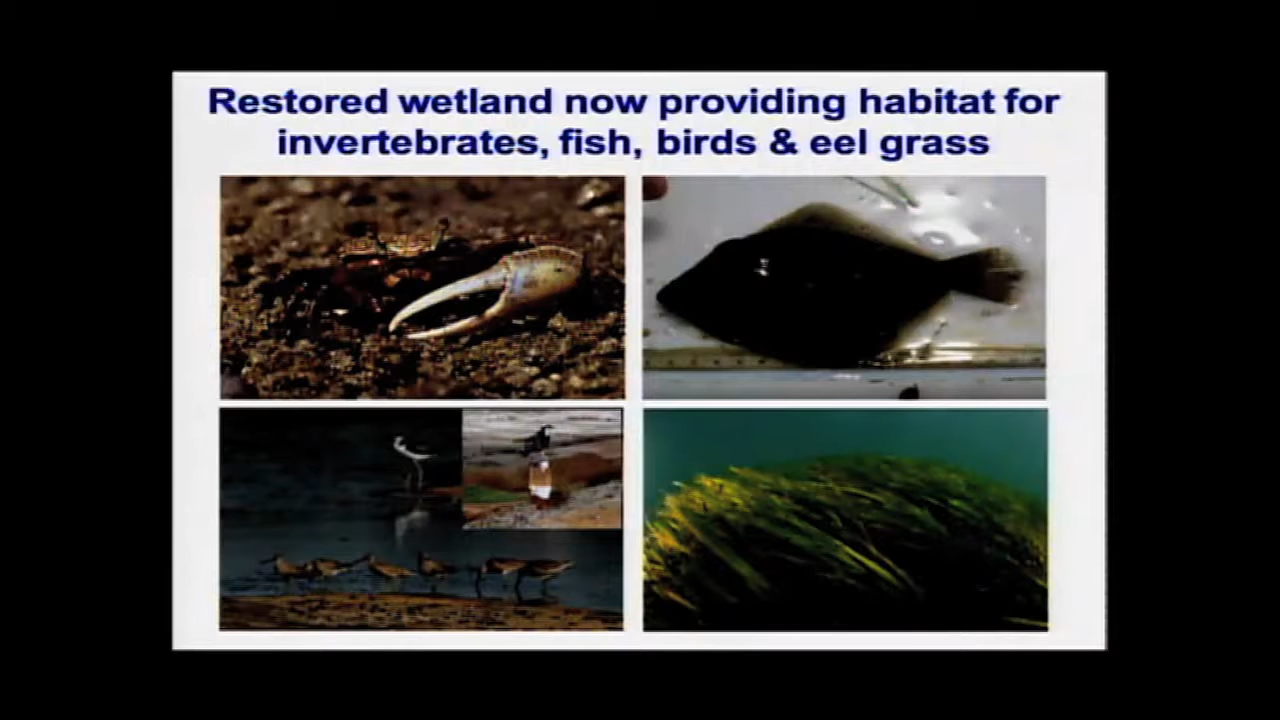 Restored wetland now providing habitat for
invertebrates, fish, birds & eel grass